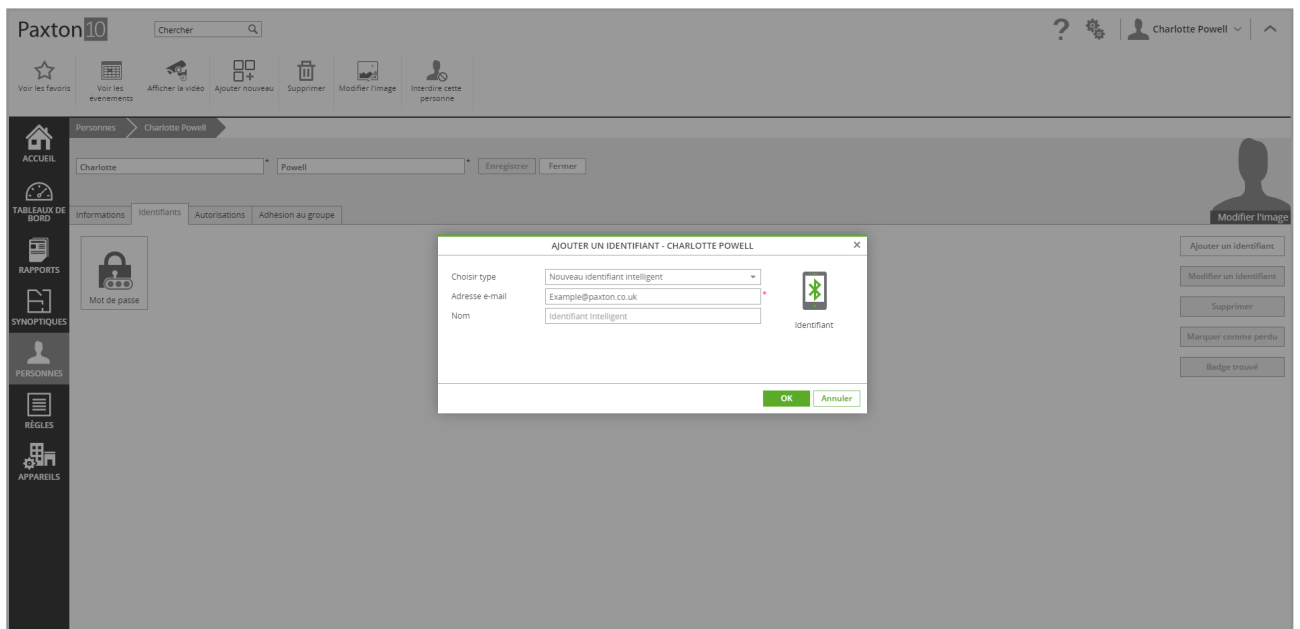 Paxton 10
Chercher
Charlotte Powell
Voir les favoris
Voir les
évènements
Afficher la vidéo
Ajouter nouveau
Supprimer
Modifier l'image
Interdire cette
personne
Personnes
Charlotte Powell
ACCUEIL
Charlotte *
Powell *
Enregistrer
Fermer
TABLEAUX DE
BORD
Informations
Identifiants
Autorisations
Adhésion au groupe
Modifier l'image
RAPPORTS
SYNOPTIQUES
PERSONNES
RÈGLES
APPAREILS
Mot de passe
AJOUTER UN IDENTIFIANT - CHARLOTTE POWELL
Choisir type
Nouveau identifiant intelligent
Adresse e-mail
Example@paxton.co.uk *
Nom
Identifiant Intelligent
Identifiant
OK
Annuler
Ajouter un identifiant
Modifier un identifiant
Supprimer
Marquer comme perdu
Badge trouvé